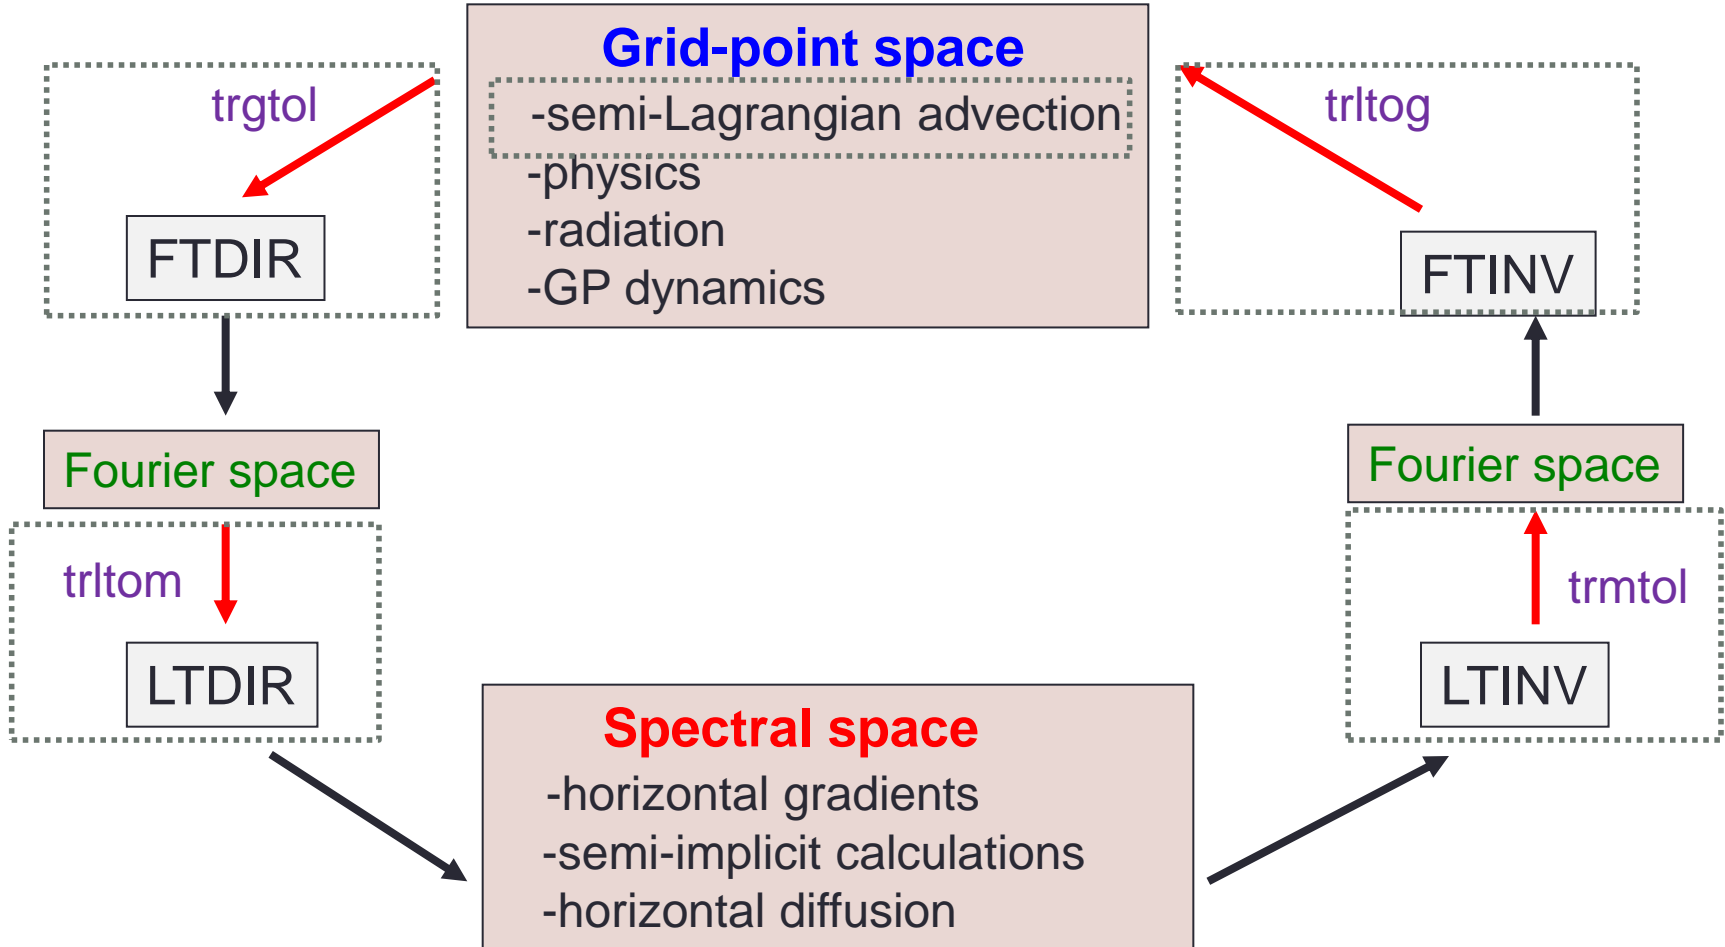 Grid-point space
-semi-Lagrangian advection
-physics
-radiation
-GP dynamics
trgtol
FTDIR
Fourier space
trltom
LTDIR
Spectral space
-horizontal gradients
-semi-implicit calculations
-horizontal diffusion
LTINV
trmtol
Fourier space
FTINV
trltog